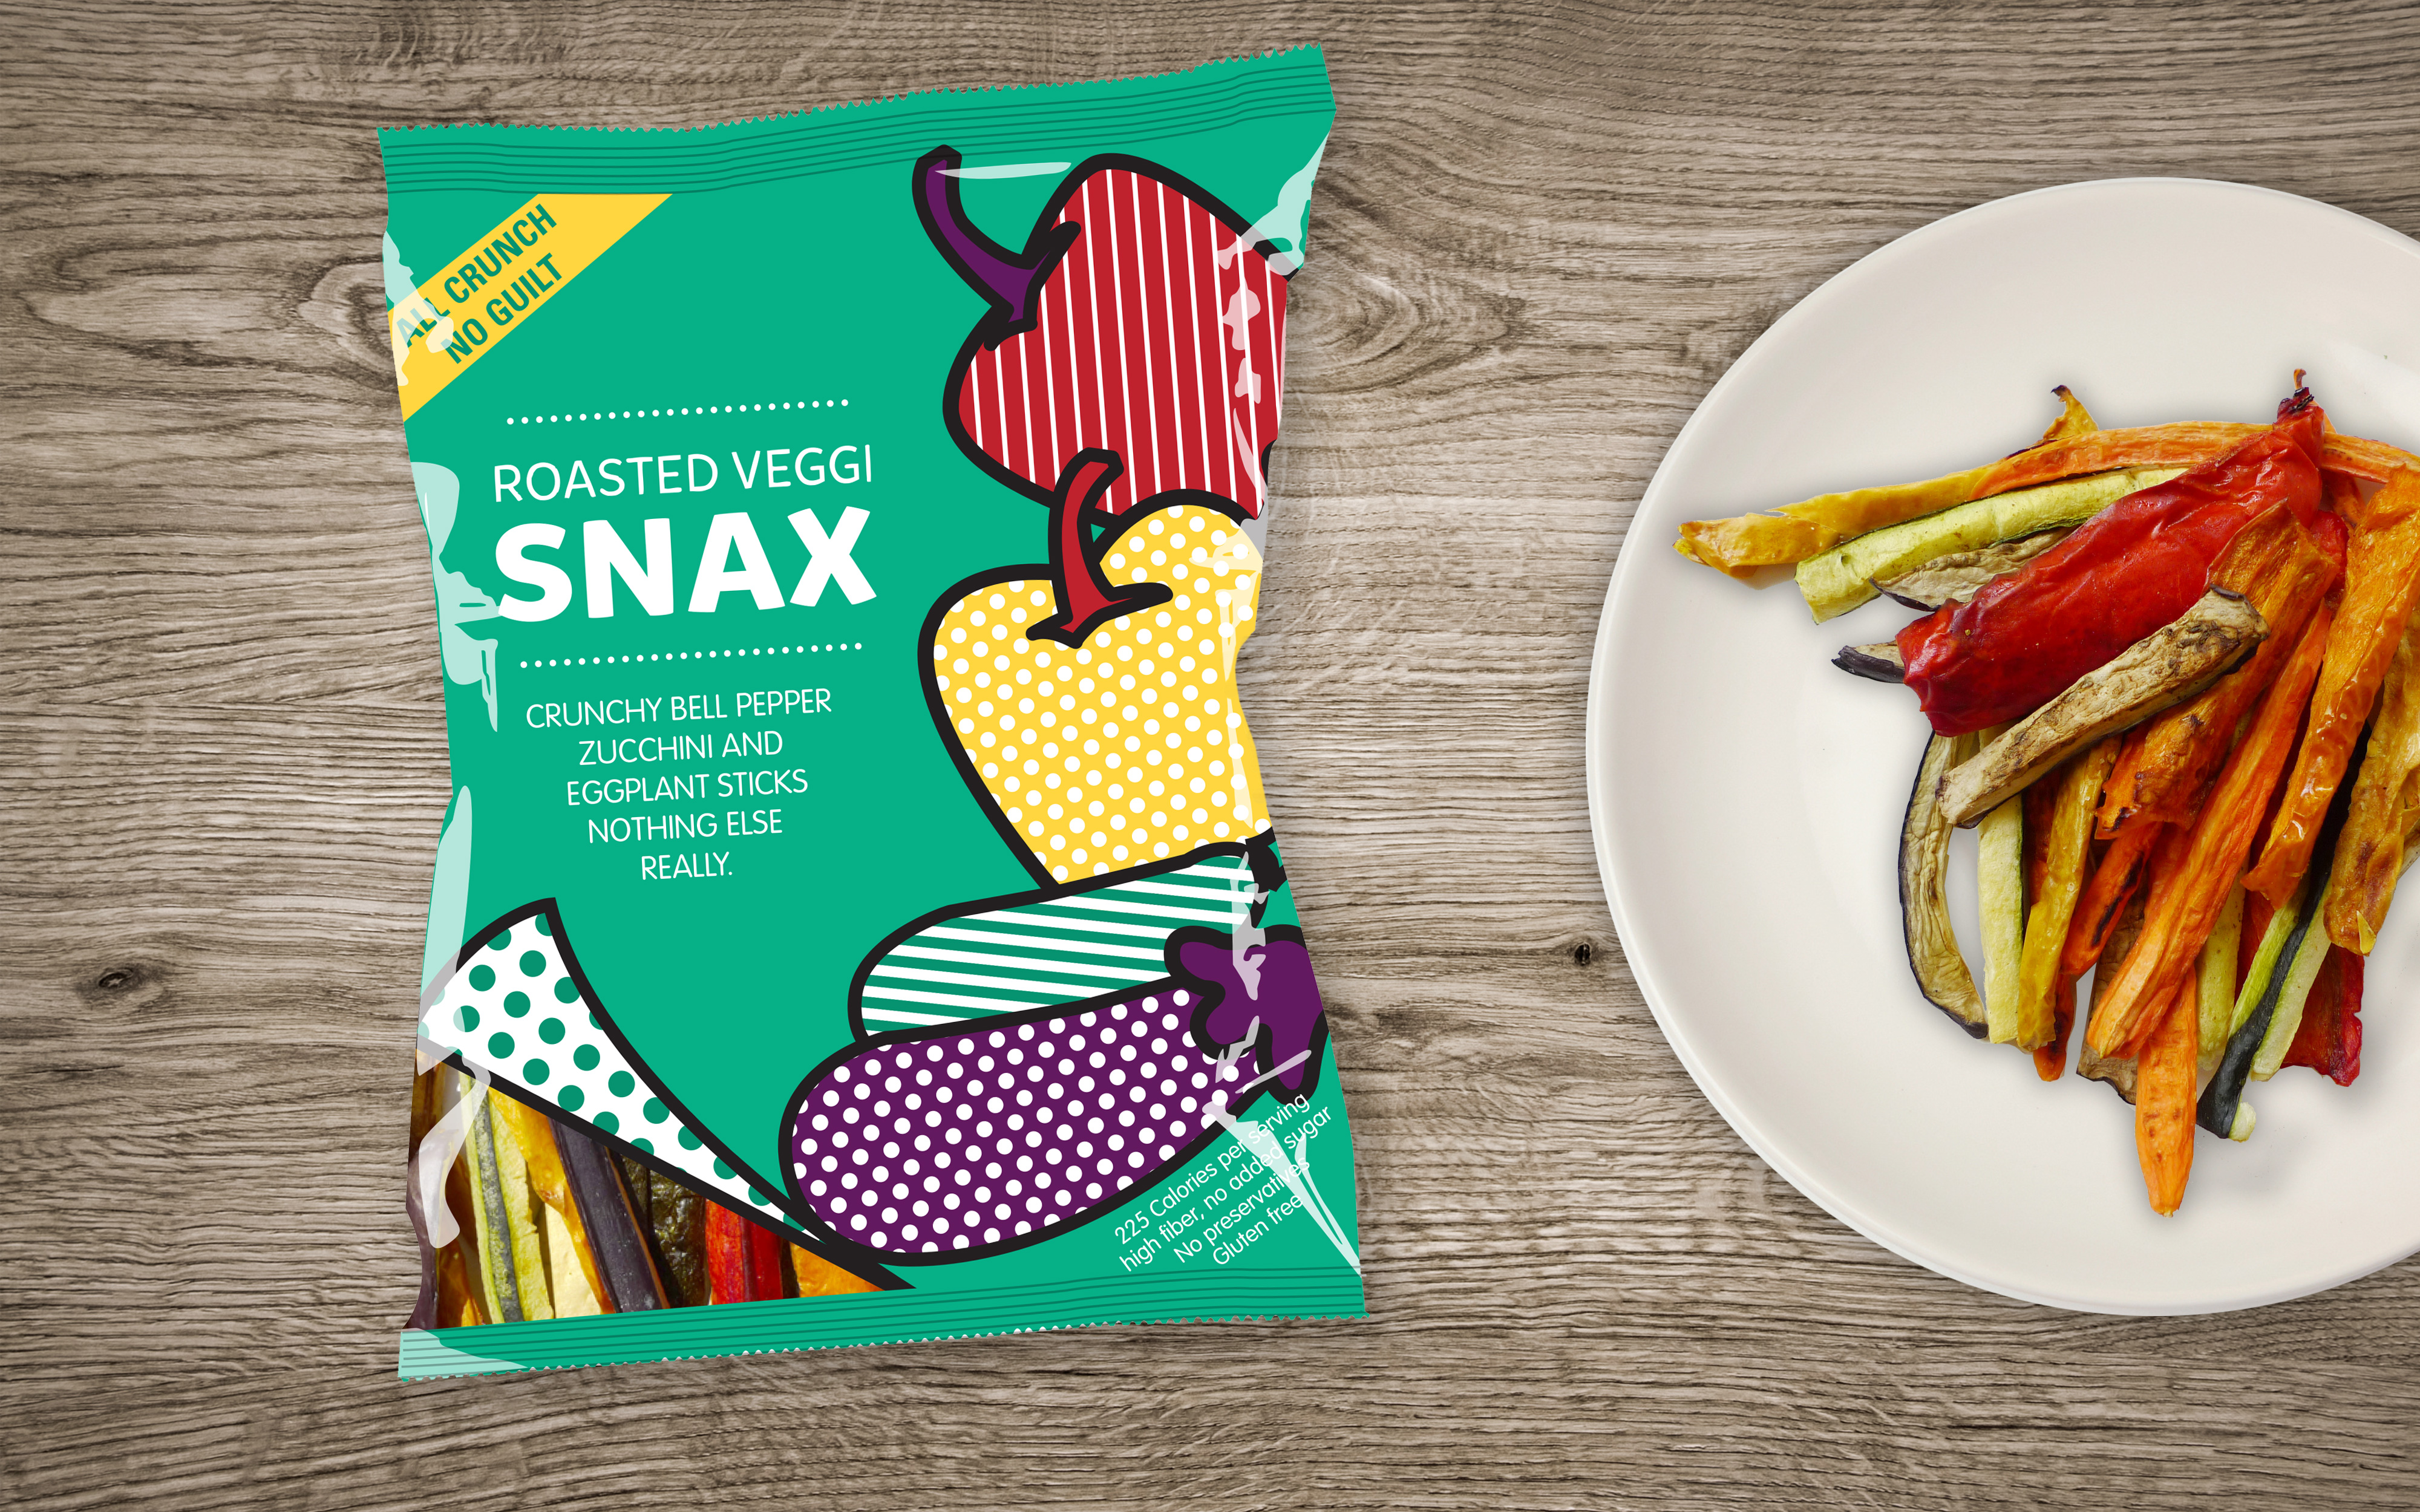 ALL CRUNCH
NO GUILT
ROASTED VEGGI
SNAX
CRUNCHY BELL PEPPER
ZUCCHINI AND
EGGPLANT STICKS
NOTHING ELSE
REALLY.
225 Calories per serving
high fiber, no added sugar
No preservatives
Gluten free